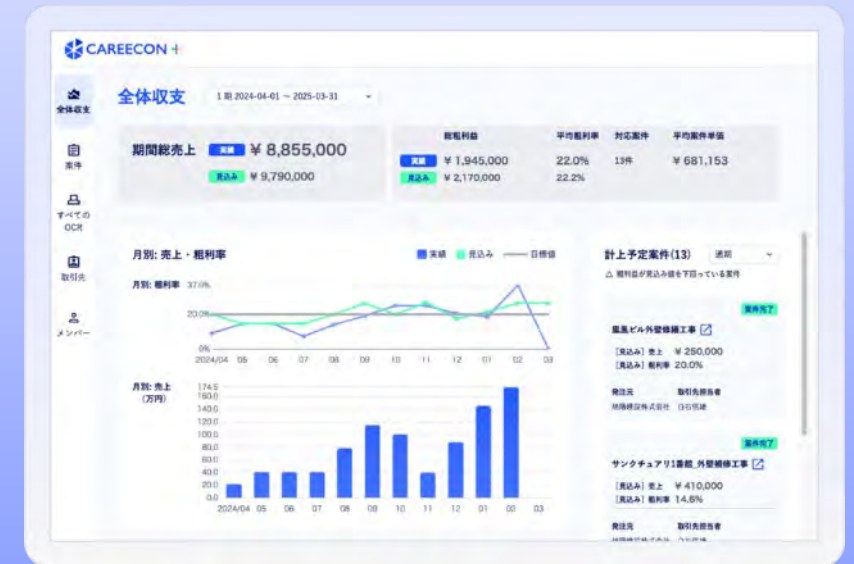 CAREECON +
全体収支
案件
すべての
OCR
取引先
メンバー
全体収支
1期 2024-04-01 ~ 2025-03-31
期間総売上 実績 ¥ 8,855,000
見込み ¥ 9,790,000
総粗利益 平均粗利率 対応案件 平均案件単価
実績 ¥ 1,945,000 22.0% 13件 ¥ 681,153
見込み ¥ 2,170,000 22.2%
月別: 売上・粗利率
実績 見込み 目標値
月別: 粗利率
37.0%
20.0%
0%
2024/04 05 06 07 08 09 10 11 12 01 02 03
月別: 売上
(万円)
174.5
160.0
140.0
120.0
100.0
80.0
60.0
40.0
20.0
0.0
2024/04 05 06 07 08 09 10 11 12 01 02 03
計上予定案件(13) 通期
粗利益が見込み値を下回っている案件
案件完了
鳳凰ビル外壁修繕工事
[見込み] 売上 ¥ 250,000
[見込み] 粗利率 20.0%
発注元 取引先担当者
案件完了
サンクチュアリ1番館_外壁補修工事
[見込み] 売上 ¥ 410,000
[見込み] 粗利率 14.6%
発注元 取引先担当者